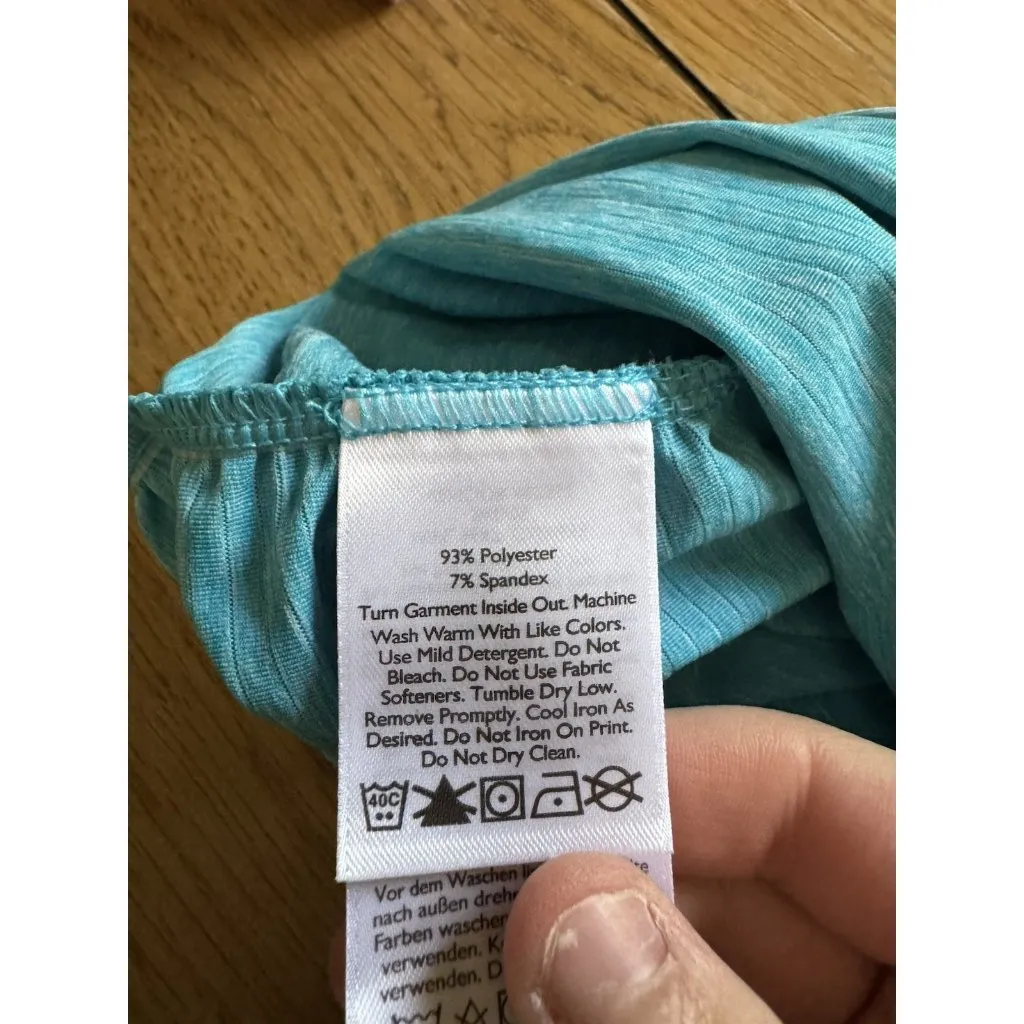 93% Polyester
7% Spandex
Turn Garment Inside Out. Machine
Wash Warm With Like Colors.
Use Mild Detergent. Do Not
Bleach. Do Not Use Fabric
Softeners. Tumble Dry Low.
Remove Promptly. Cool Iron As
Desired. Do Not Iron On Print.
Do Not Dry Clean.
40C
Vor dem Waschen
nach außen
Farben
verwenden.
verwenden.